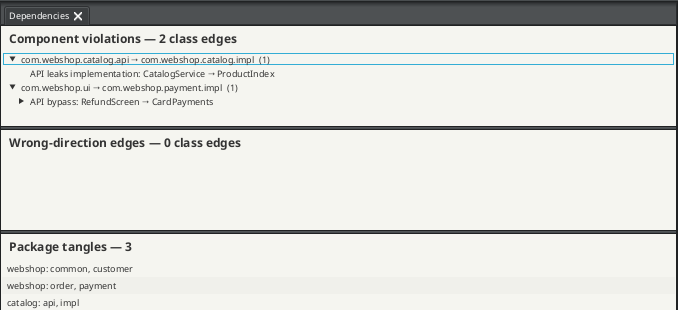 Dependencies
Component violations — 2 class edges
com.webshop.catalog.api → com.webshop.catalog.impl (1)
API leaks implementation: CatalogService → ProductIndex
com.webshop.ui → com.webshop.payment.impl (1)
API bypass: RefundScreen → CardPayments
Wrong-direction edges — 0 class edges
Package tangles — 3
webshop: common, customer
webshop: order, payment
catalog: api, impl